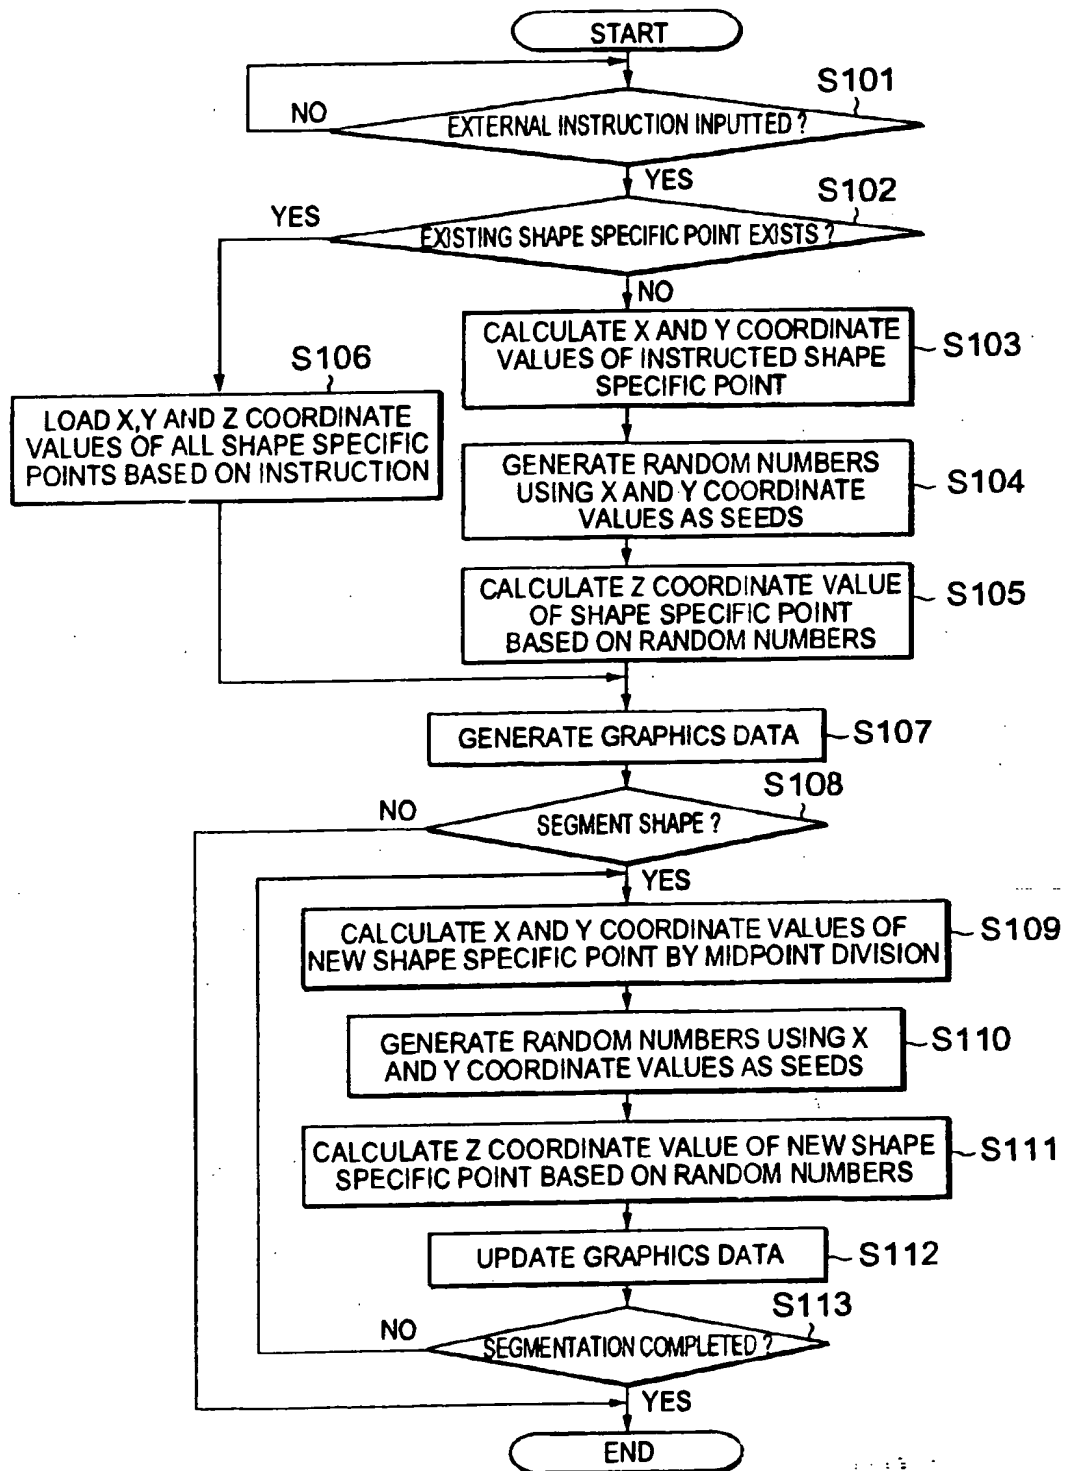 START
S101
NO
EXTERNAL INSTRUCTION INPUTTED ?
YES
S102
YES
EXISTING SHAPE SPECIFIC POINT EXISTS ?
NO
CALCULATE X AND Y COORDINATE
VALUES OF INSTRUCTED SHAPE
SPECIFIC POINT
S103
S106
LOAD X,Y AND Z COORDINATE
VALUES OF ALL SHAPE SPECIFIC
POINTS BASED ON INSTRUCTION
GENERATE RANDOM NUMBERS
USING X AND Y COORDINATE
VALUES AS SEEDS
S104
CALCULATE Z COORDINATE VALUE
OF SHAPE SPECIFIC POINT
BASED ON RANDOM NUMBERS
S105
GENERATE GRAPHICS DATA
S107
S108
NO
SEGMENT SHAPE ?
YES
CALCULATE X AND Y COORDINATE VALUES OF
NEW SHAPE SPECIFIC POINT BY MIDPOINT DIVISION
S109
GENERATE RANDOM NUMBERS USING X
AND Y COORDINATE VALUES AS SEEDS
S110
CALCULATE Z COORDINATE VALUE OF NEW SHAPE
SPECIFIC POINT BASED ON RANDOM NUMBERS
S111
UPDATE GRAPHICS DATA
S112
S113
NO
SEGMENTATION COMPLETED ?
YES
END